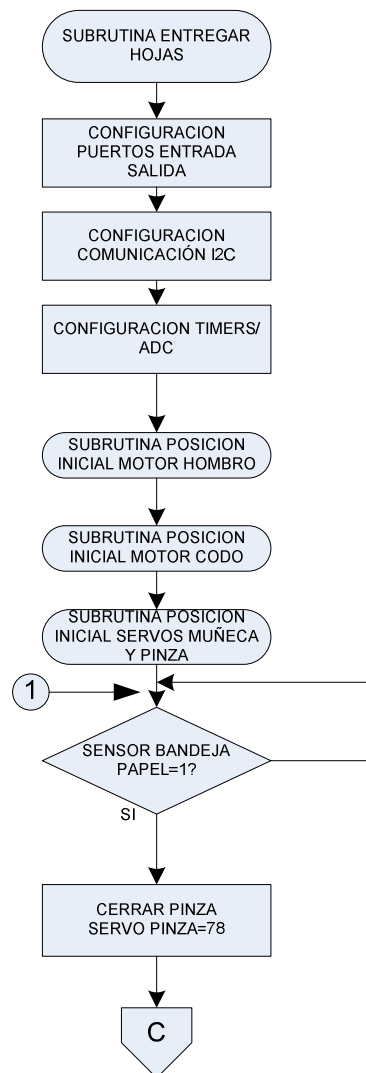 SUBRUTINA ENTREGAR
HOJAS
CONFIGURACION
PUERTOS ENTRADA
SALIDA
CONFIGURACION
COMUNICACIÓN I2C
CONFIGURACION TIMERS/
ADC
SUBRUTINA POSICION
INICIAL MOTOR HOMBRO
SUBRUTINA POSICION
INICIAL MOTOR CODO
SUBRUTINA POSICION
INICIAL SERVOS MUÑECA
Y PINZA
1
SENSOR BANDEJA
PAPEL=1?
SI
CERRAR PINZA
SERVO PINZA=78
C